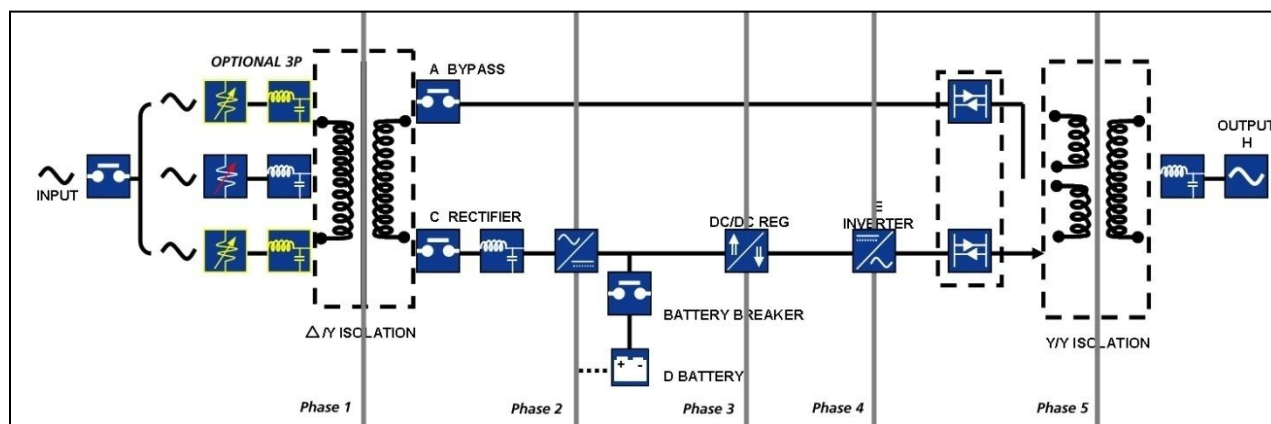 OPTIONAL 3P
A BYPASS
INPUT
OUTPUT
H
C RECTIFIER
DC/DC REG
E
INVERTER
BATTERY BREAKER
△/Y ISOLATION
Y/Y ISOLATION
+ -
D BATTERY
Phase 1
Phase 2
Phase 3
Phase 4
Phase 5